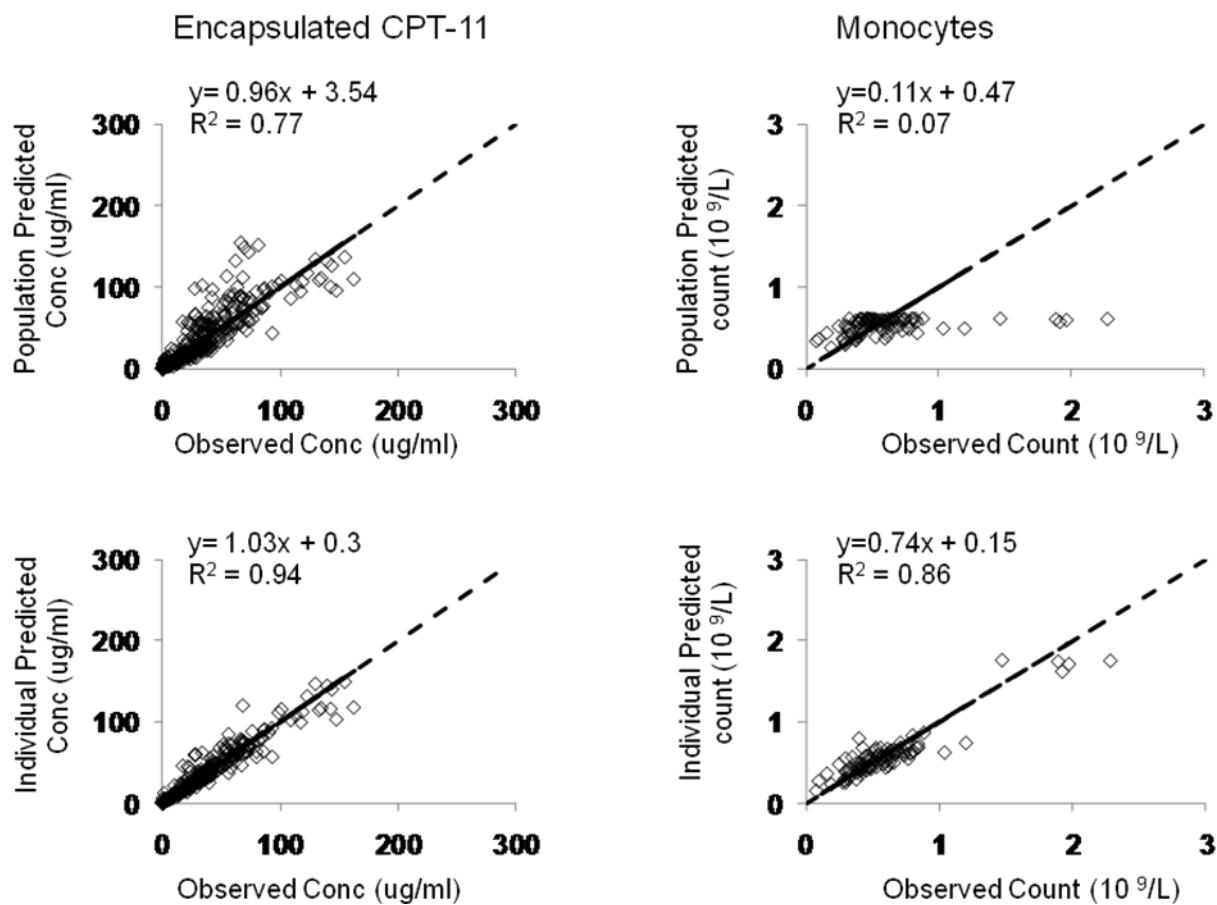 Encapsulated CPT-11
Monocytes
y= 0.96x + 3.54
R² = 0.77
Population Predicted
Conc (ug/ml)
300
200
100
0
0 100 200 300
Observed Conc (ug/ml)
y=0.11x + 0.47
R² = 0.07
Population Predicted
count (10 ⁹/L)
3
2
1
0
0 1 2 3
Observed Count (10 ⁹/L)
y= 1.03x + 0.3
R² = 0.94
Individual Predicted
Conc (ug/ml)
300
200
100
0
0 100 200 300
Observed Conc (ug/ml)
y=0.74x + 0.15
R² = 0.86
Individual Predicted
count (10 ⁹/L)
3
2
1
0
0 1 2 3
Observed Count (10 ⁹/L)